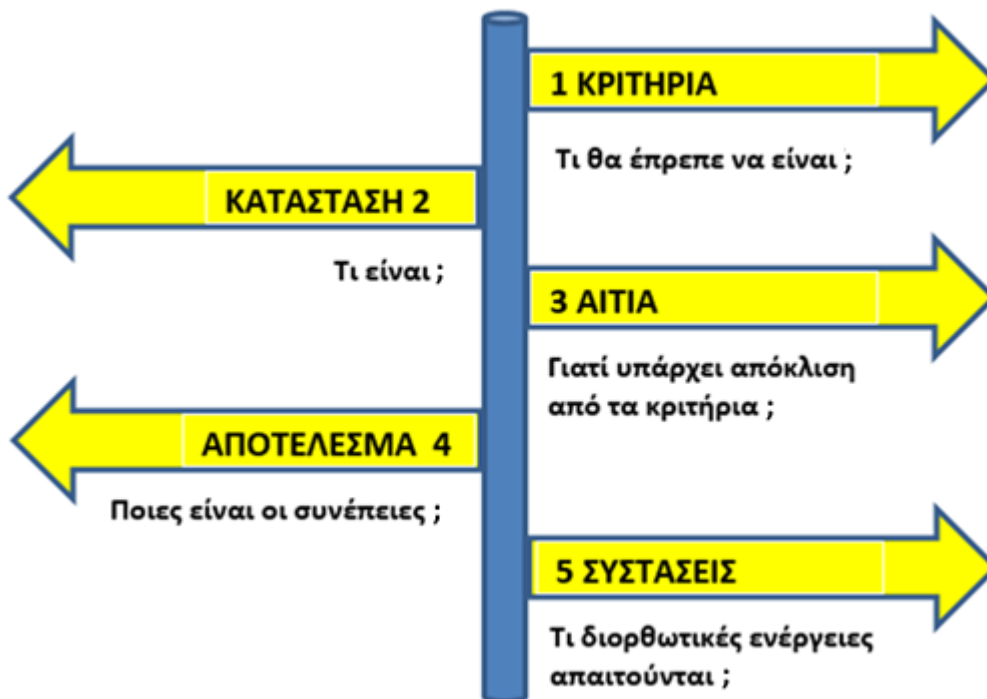 1 ΚΡΙΤΗΡΙΑ
Τι θα έπρεπε να είναι ;
ΚΑΤΑΣΤΑΣΗ 2
Τι είναι ;
3 ΑΙΤΙΑ
Γιατί υπάρχει απόκλιση
από τα κριτήρια ;
ΑΠΟΤΕΛΕΣΜΑ 4
Ποιες είναι οι συνέπειες ;
5 ΣΥΣΤΑΣΕΙΣ
Τι διορθωτικές ενέργειες
απαιτούνται ;